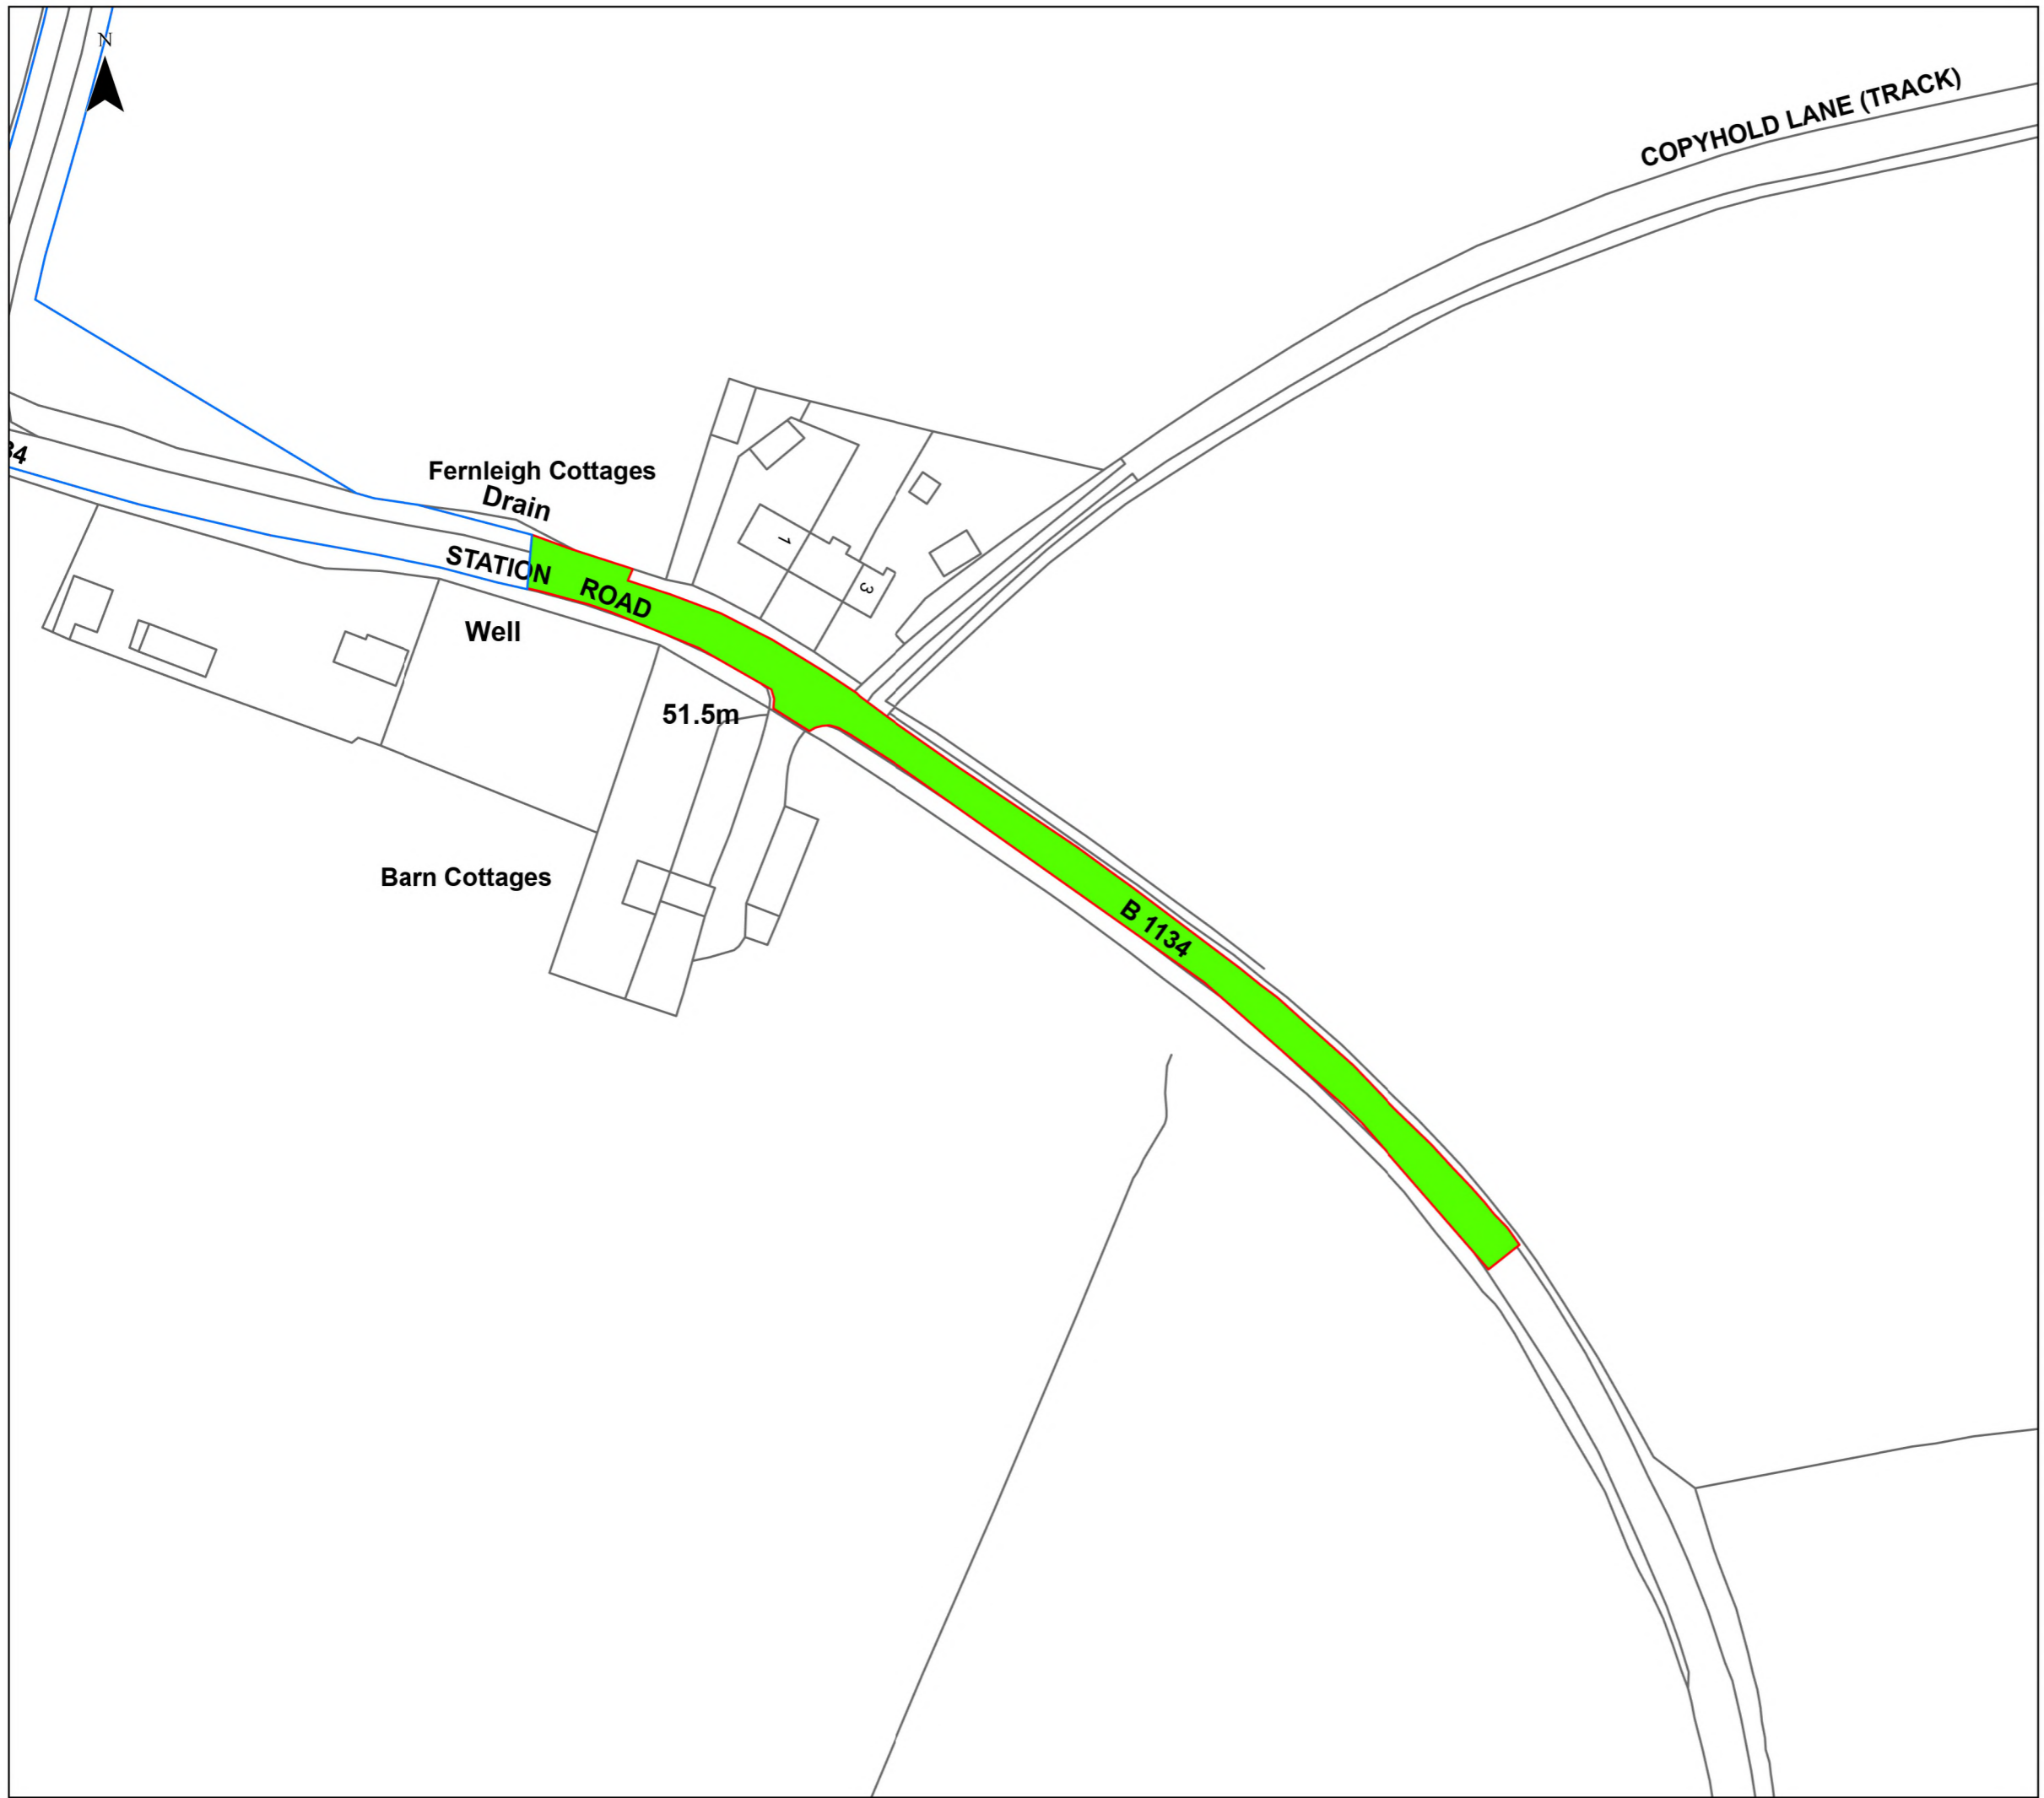 N
COPYHOLD LANE (TRACK)
34
Fernleigh Cottages
Drain
STATION ROAD
1
3
Well
51.5m
Barn Cottages
B 1134